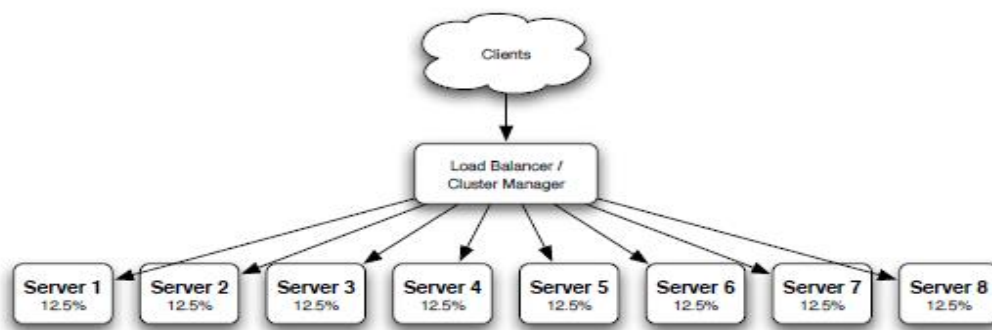 Clients
Load Balancer /
Cluster Manager
Server 1
12.5%
Server 2
12.5%
Server 3
12.5%
Server 4
12.5%
Server 5
12.5%
Server 6
12.5%
Server 7
12.5%
Server 8
12.5%